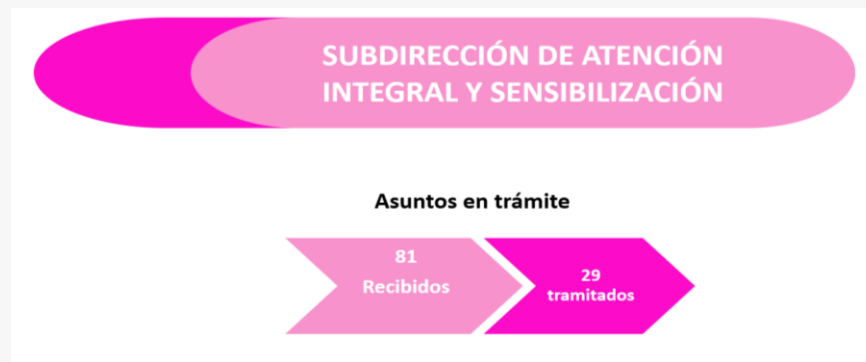 SUBDIRECCIÓN DE ATENCIÓN
INTEGRAL Y SENSIBILIZACIÓN
Asuntos en trámite
81
Recibidos
29
tramitados